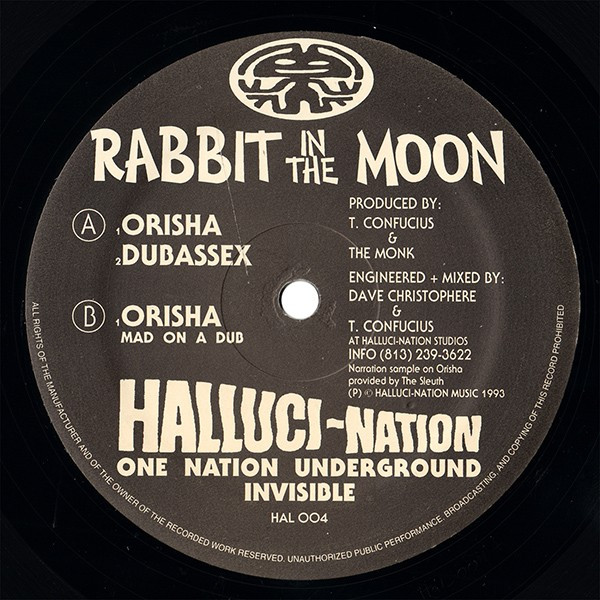 RABBIT IN THE MOON
A
1 ORISHA
2 DUBASSEX
B
1 ORISHA
MAD ON A DUB
PRODUCED BY:
T. CONFUCIUS
&
THE MONK
ENGINEERED + MIXED BY:
DAVE CHRISTOPHERE
&
T. CONFUCIUS
AT HALLUCI-NATION STUDIOS
INFO (813) 239-3622
Narration sample on Orisha
provided by The Sleuth
(P) © HALLUCI-NATION MUSIC 1993
HALLUCI~NATION
ONE NATION UNDERGROUND
INVISIBLE
HAL 004
ALL RIGHTS OF THE MANUFACTURER AND OF THE OWNER OF THE RECORDED WORK RESERVED. UNAUTHORIZED PUBLIC PERFORMANCE. BROADCASTING, AND COPYING OF THIS RECORD PROHIBITED